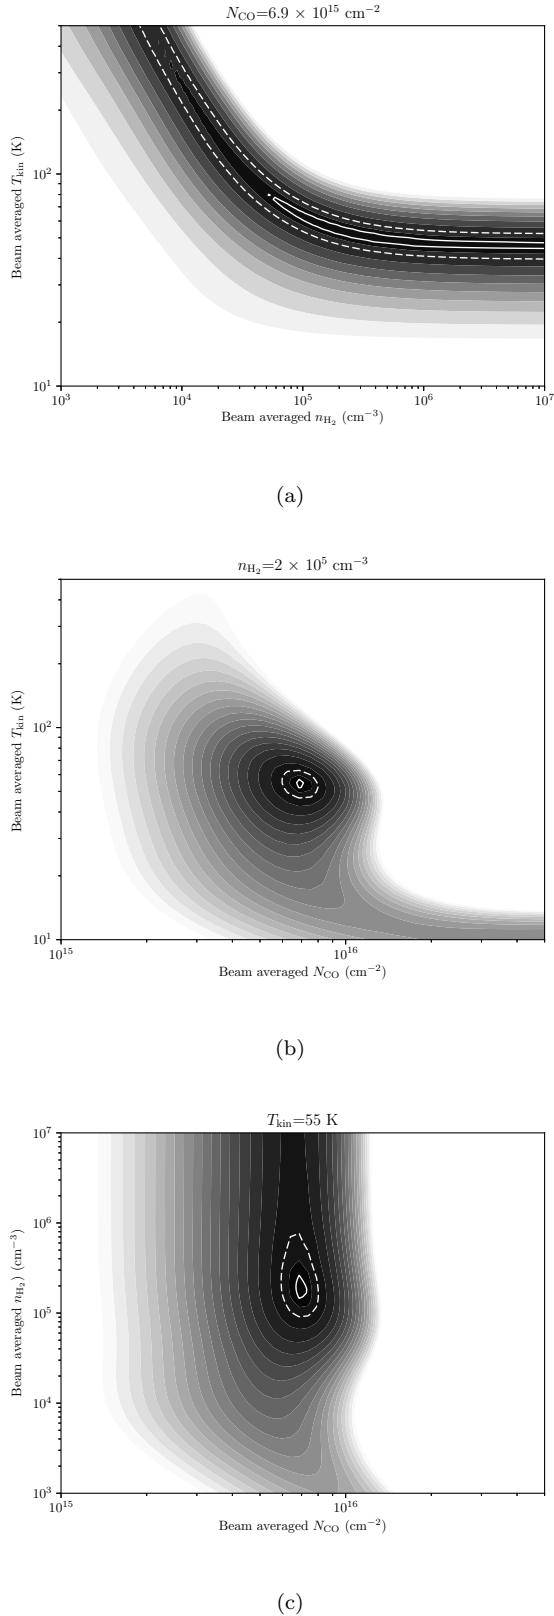 N_CO=6.9 × 10^15 cm^−2
Beam averaged T_kin (K)
10^2
10^1
10^3 10^4 10^5 10^6 10^7
Beam averaged n_H_2 (cm^−3)
(a)
n_H_2=2 × 10^5 cm^−3
Beam averaged T_kin (K)
10^2
10^1
10^15 10^16
Beam averaged N_CO (cm^−2)
(b)
T_kin=55 K
Beam averaged n_H_2) (cm^−3)
10^7
10^6
10^5
10^4
10^3
10^15 10^16
Beam averaged N_CO (cm^−2)
(c)